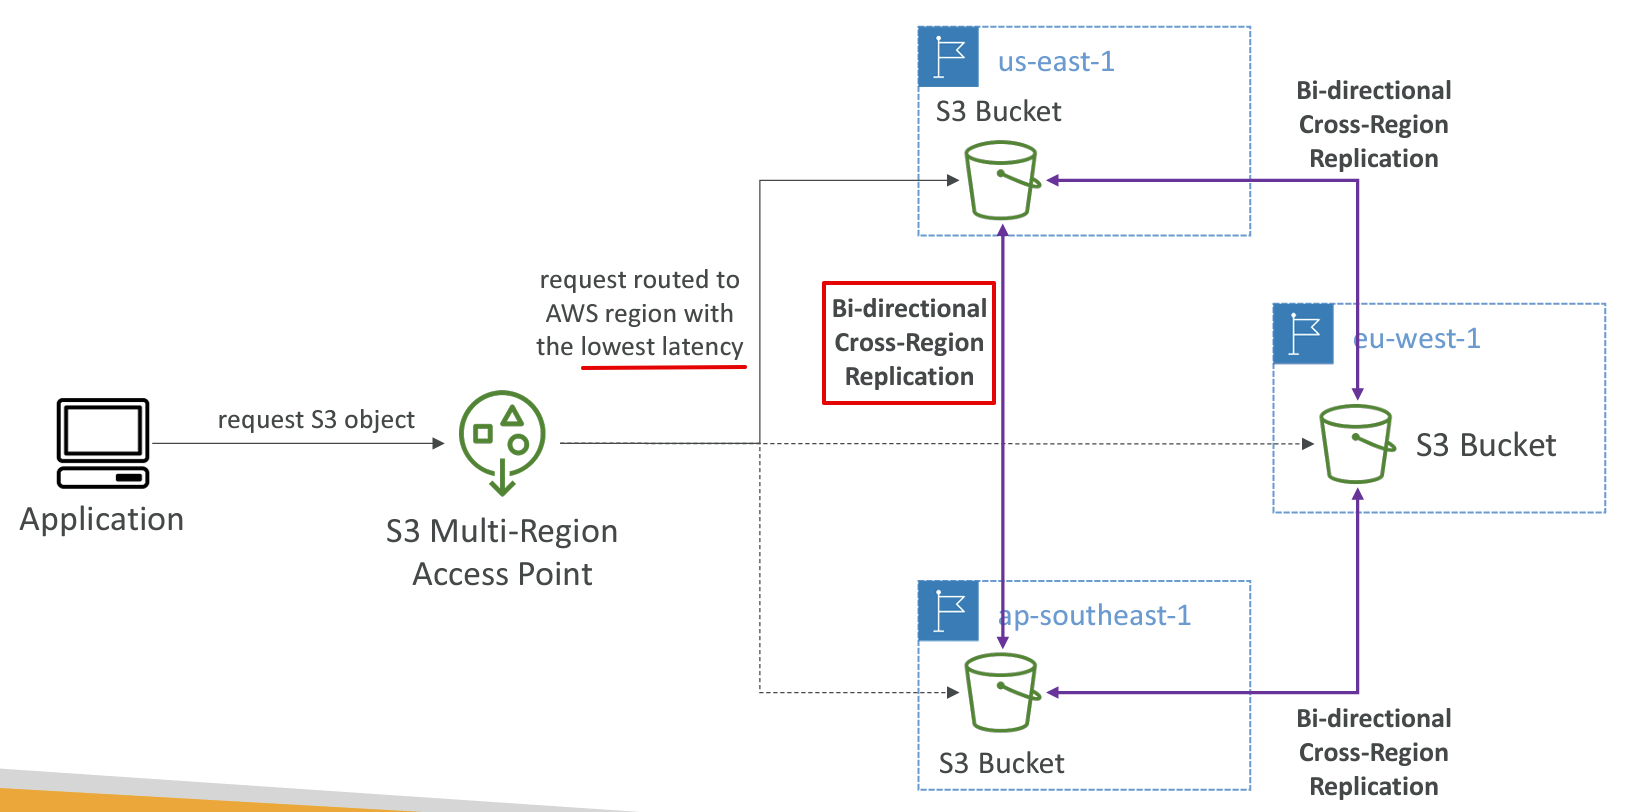 us-east-1
S3 Bucket
Bi-directional
Cross-Region
Replication
request routed to
AWS region with
the lowest latency
Bi-directional
Cross-Region
Replication
eu-west-1
S3 Bucket
request S3 object
Application
S3 Multi-Region
Access Point
ap-southeast-1
S3 Bucket
Bi-directional
Cross-Region
Replication